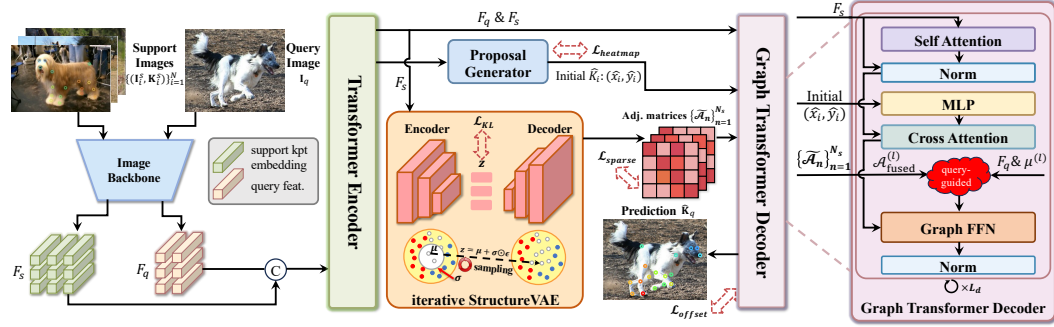 Support
Images
{(I_i^s, K_i^s)}_{i=1}^N
Query
Image
I_q
Image
Backbone
support kpt
embedding
query feat.
F_s
F_q
C
Transformer Encoder
F_q & F_s
F_s
Proposal
Generator
ℒ_heatmap
Initial K̂_i: (x̂_i, ŷ_i)
Encoder
ℒ_KL
Decoder
z
μ
σ
z = μ + σ⊙ϵ
sampling
iterative StructureVAE
Adj. matrices {Ã_n}_{n=1}^{N_s}
ℒ_sparse
Prediction K̂_q
ℒ_offset
Graph Transformer Decoder
F_s
Self Attention
Norm
Initial
(x̂_i, ŷ_i)
MLP
Cross Attention
{Ã_n}_{n=1}^{N_s}
𝒜_fused^(l)
query-
guided
F_q & μ^(l)
Graph FFN
Norm
×L_d
Graph Transformer Decoder